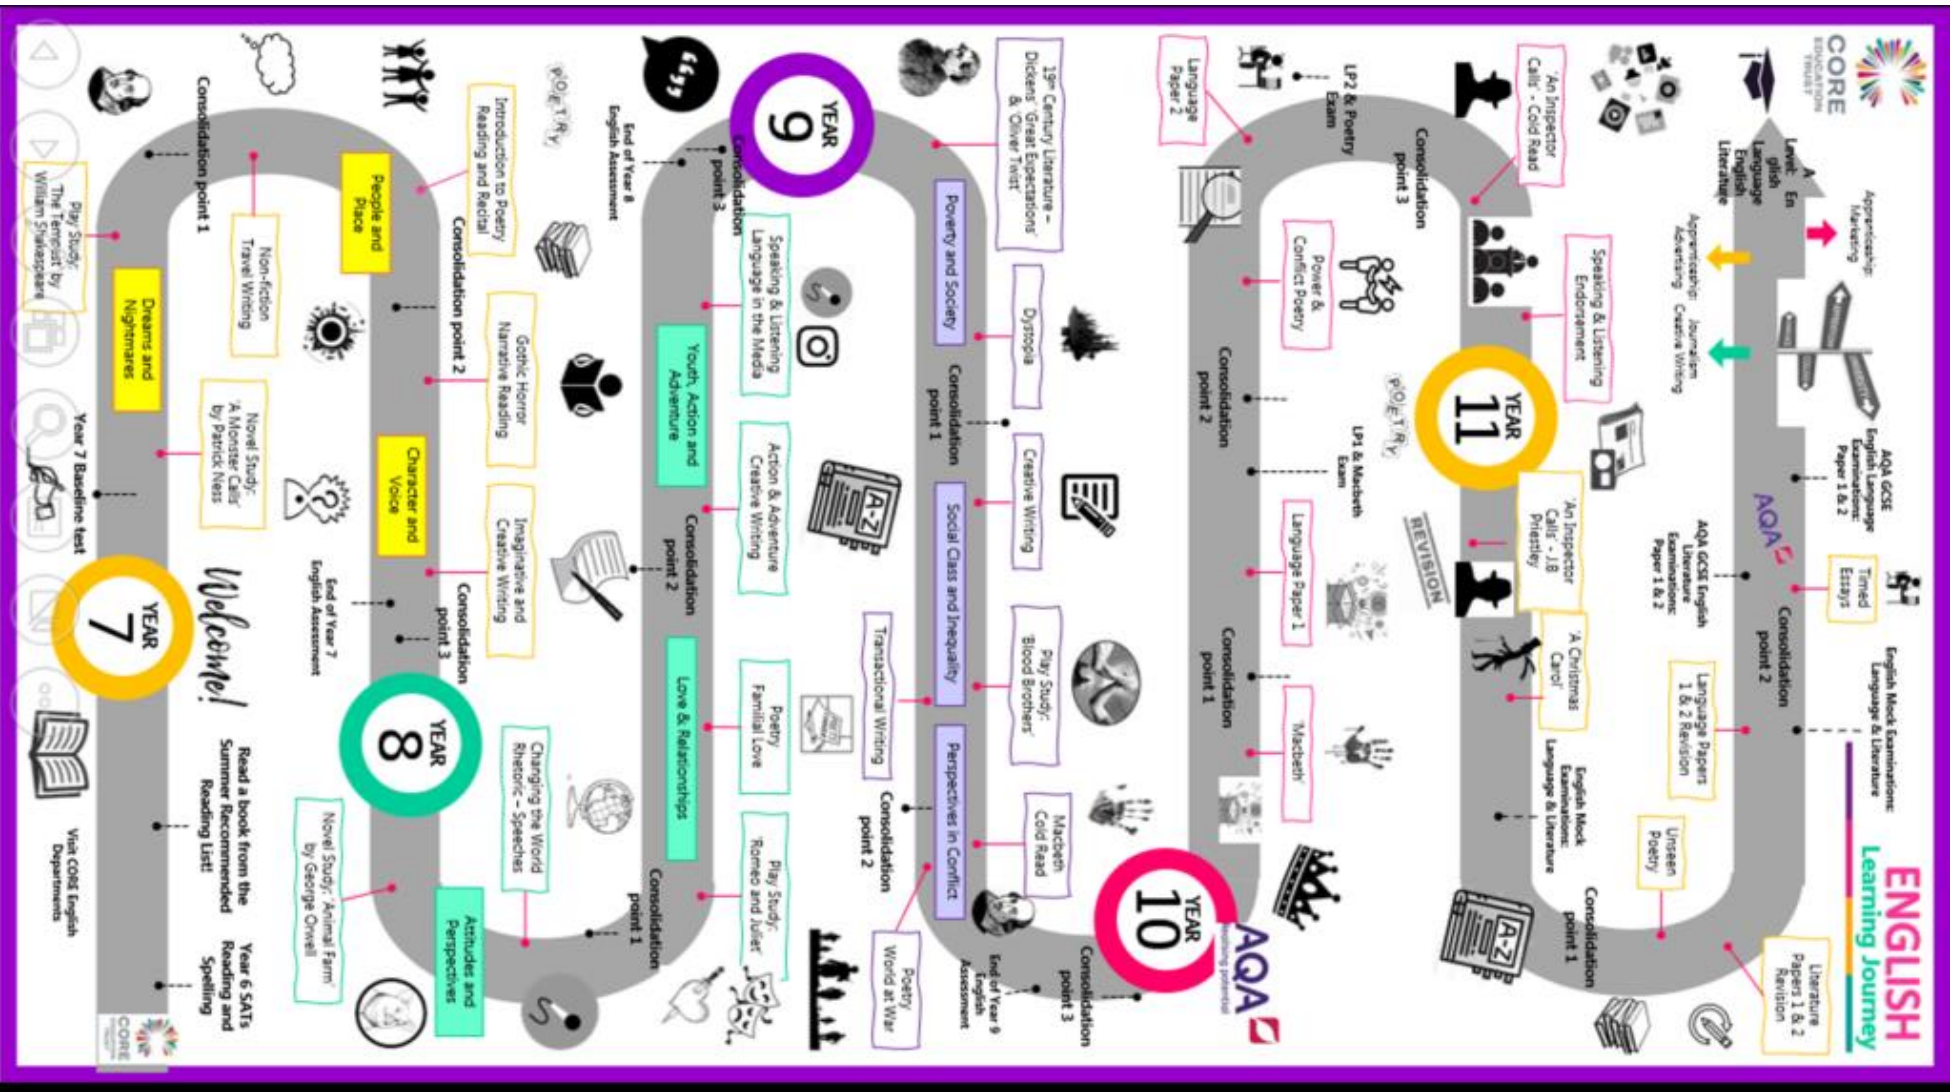 CORE
EDUCATION
TRUST
ENGLISH
Learning Journey
Apprenticeship:
Marketing
A
Level: En
glish
Language
English
Literature
Apprenticeship:
Advertising
Journalism
Creative Writing
AQA GCSE
English Language
Examinations:
Paper 1 & 2
AQA
Timed
Essays
English Mock Examinations:
Language & Literature
Consolidation
point 2
AQA GCSE English
Literature
Examinations:
Paper 1 & 2
Language Papers
1 & 2 Revision
Unseen
Poetry
Literature
Papers 1 & 2
Revision
Consolidation
point 1
English Mock
Examinations:
Language & Literature
'A Christmas
Carol'
'An Inspector
Calls' - J.B
Priestley
YEAR
11
Speaking & Listening
Endorsement
'An Inspector
Calls' - Cold Read
REVISION
POETRY
Consolidation
point 3
LP2 & Poetry
Exam
Language
Paper 2
Power &
Conflict Poetry
Consolidation
point 2
LP1 & Macbeth
Exam
Language Paper 1
Consolidation
point 1
'Macbeth'
AQA
YEAR
10
Consolidation
point 3
End of Year 9
English
Assessment
Macbeth
Cold Read
Poetry
World at War
Perspectives in Conflict
Consolidation
point 2
Transactional Writing
Play Study:
'Blood Brothers'
Social Class and Inequality
Creative Writing
Consolidation
point 1
Dystopia
Poverty and Society
19th Century Literature –
Dickens' 'Great Expectations'
& 'Oliver Twist'
YEAR
9
Consolidation
point 3
End of Year 8
English Assessment
Speaking & Listening
Language in the Media
Youth, Action and
Adventure
Action & Adventure
Creative Writing
A-Z
A-Z
Consolidation
point 2
Poetry
Familial Love
Love & Relationships
Play Study:
'Romeo and Juliet'
Consolidation
point 1
Changing the World
Rhetoric – Speeches
Attitudes and
Perspectives
Novel Study: 'Animal Farm'
by George Orwell
YEAR
8
Consolidation
point 3
End of Year 7
English Assessment
Imaginative and
Creative Writing
Character and
Voice
Gothic Horror
Narrative Reading
Consolidation point 2
POETRY
Introduction to Poetry
Reading and Recital
People and
Place
Non-fiction
Travel Writing
Consolidation point 1
Play Study:
'The Tempest' by
William Shakespeare
Dreams and
Nightmares
Novel Study:
'A Monster Calls'
by Patrick Ness
Year 7 Baseline test
YEAR
7
Welcome!
Read a book from the
Summer Recommended
Reading List!
Year 6 SATs
Reading and
Spelling
Visit CORE English
Departments
CORE